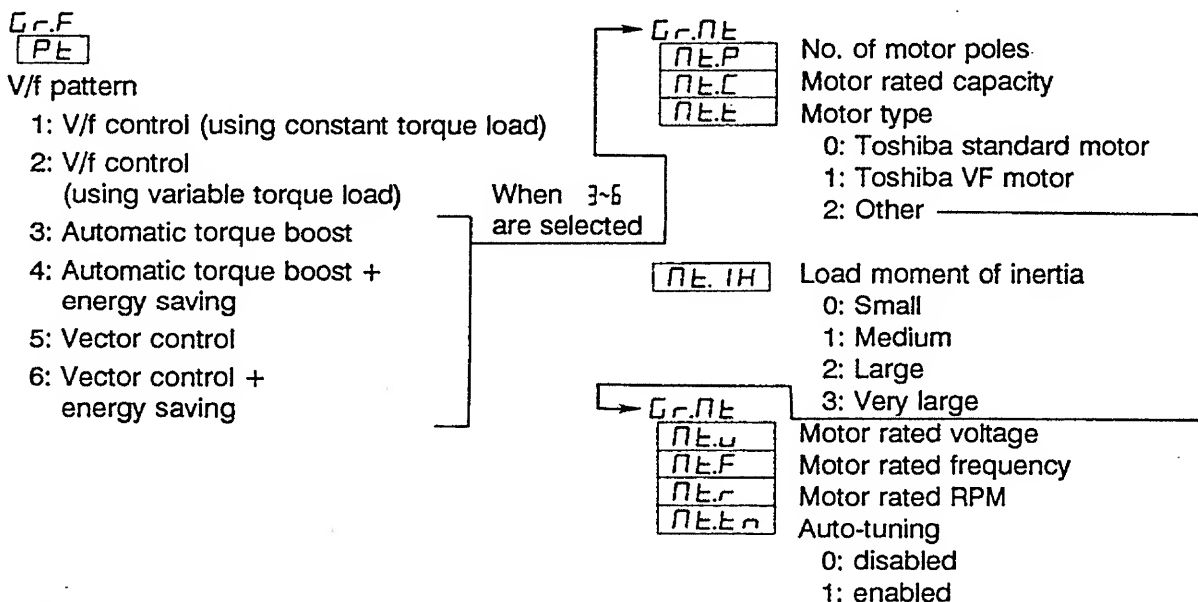 Gr.F
Pt
V/f pattern
1: V/f control (using constant torque load)
2: V/f control
(using variable torque load)
3: Automatic torque boost
4: Automatic torque boost +
energy saving
5: Vector control
6: Vector control +
energy saving
When 3~6
are selected
Gr.Mt
Mt.P No. of motor poles
Mt.C Motor rated capacity
Mt.t Motor type
0: Toshiba standard motor
1: Toshiba VF motor
2: Other
Mt.IH Load moment of inertia
0: Small
1: Medium
2: Large
3: Very large
Gr.Mt
Mt.u Motor rated voltage
Mt.F Motor rated frequency
Mt.r Motor rated RPM
Mt.tn Auto-tuning
0: disabled
1: enabled